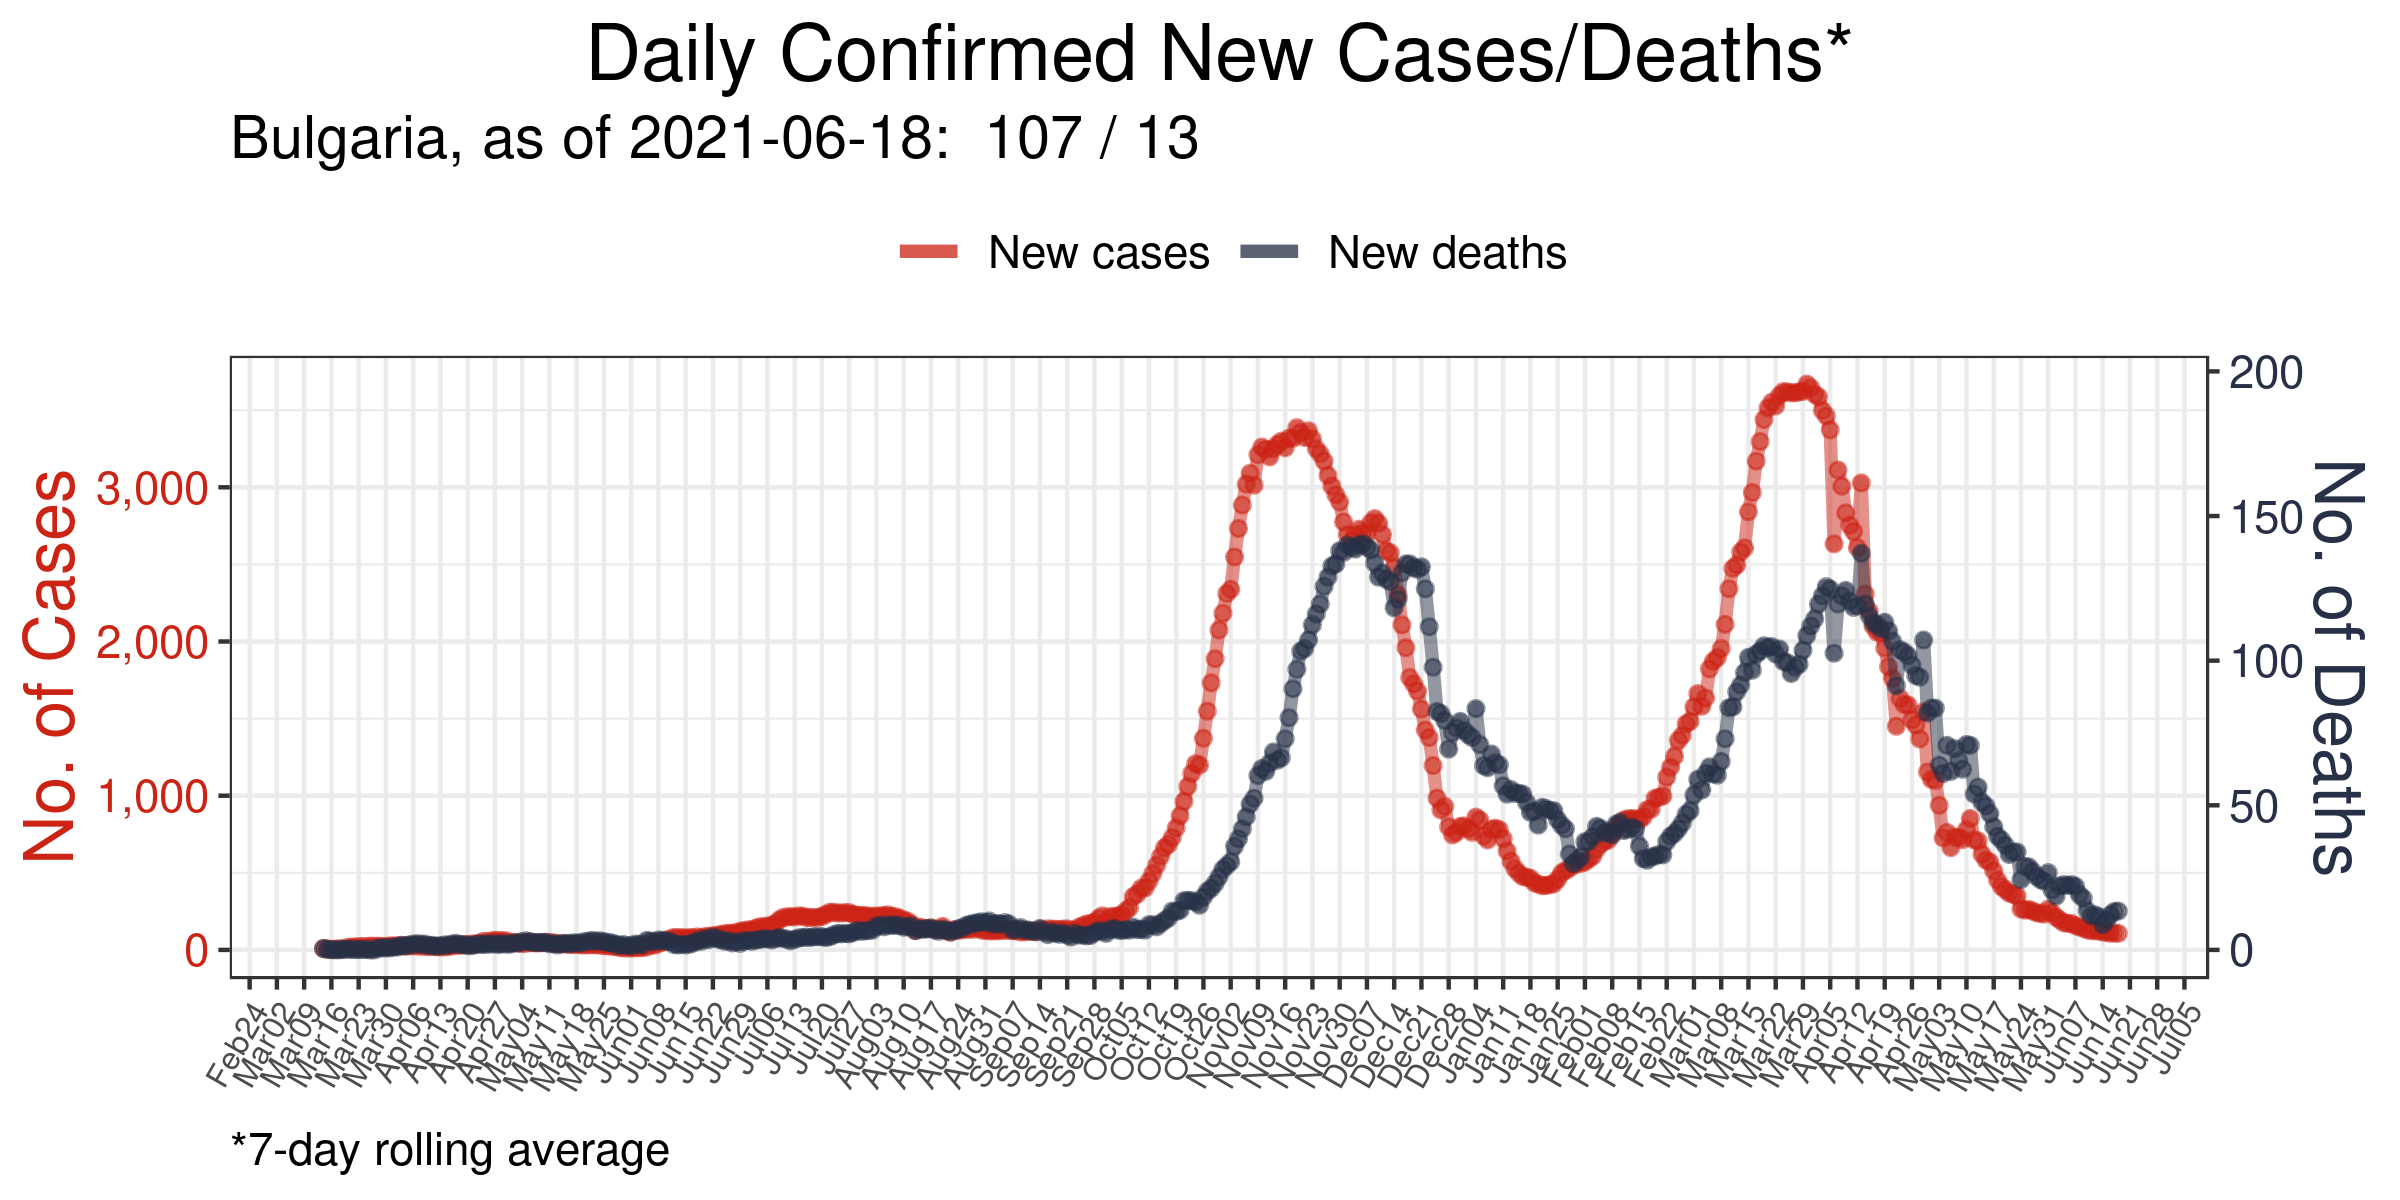 Daily Confirmed New Cases/Deaths*
Bulgaria, as of 2021-06-18:  107 / 13
New cases New deaths
No. of Cases
3,000
2,000
1,000
0
200
150
100
50
0
No. of Deaths
Feb24 Mar02 Mar09 Mar16 Mar23 Mar30 Apr06 Apr13 Apr20 Apr27 May04 May11 May18 May25 Jun01 Jun08 Jun15 Jun22 Jun29 Jul06 Jul13 Jul20 Jul27 Aug03 Aug10 Aug17 Aug24 Aug31 Sep07 Sep14 Sep21 Sep28 Oct05 Oct12 Oct19 Oct26 Nov02 Nov09 Nov16 Nov23 Nov30 Dec07 Dec14 Dec21 Dec28 Jan04 Jan11 Jan18 Jan25 Feb01 Feb08 Feb15 Feb22 Mar01 Mar08 Mar15 Mar22 Mar29 Apr05 Apr12 Apr19 Apr26 May03 May10 May17 May24 May31 Jun07 Jun14 Jun21 Jun28 Jul05
*7-day rolling average